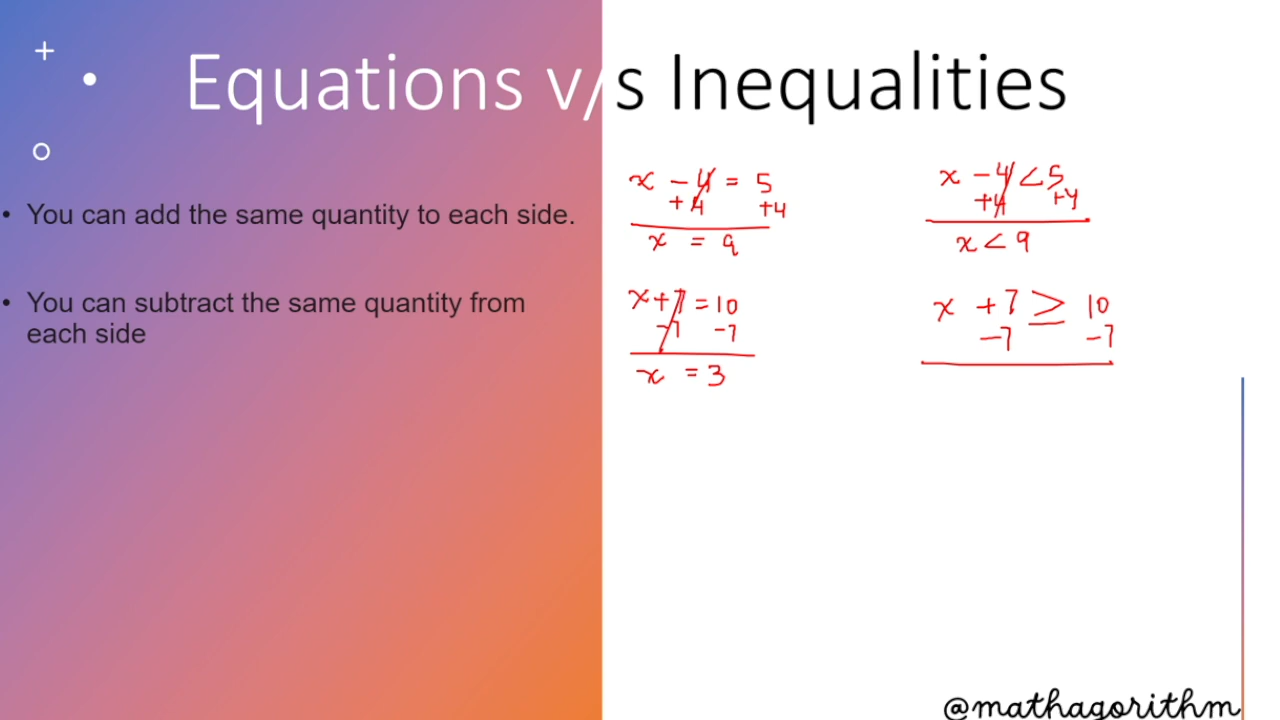 Equations v/s Inequalities
• You can add the same quantity to each side.
x - 4 = 5
+4 +4
x = 9
x - 4 < 5
+4 +4
x < 9
• You can subtract the same quantity from
each side
x + 7 = 10
-7 -7
x = 3
x + 7 ≥ 10
-7 -7
@mathagorithm